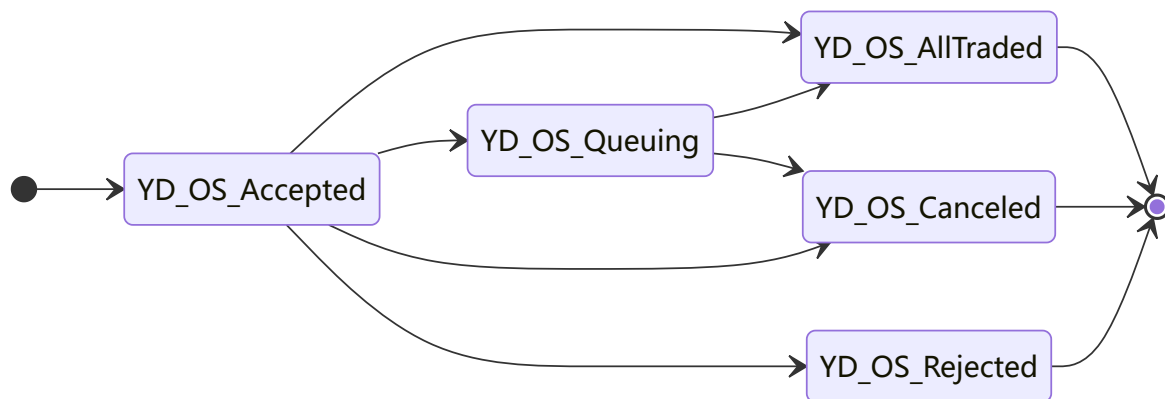 YD_OS_AllTraded
YD_OS_Queuing
YD_OS_Accepted
YD_OS_Canceled
YD_OS_Rejected